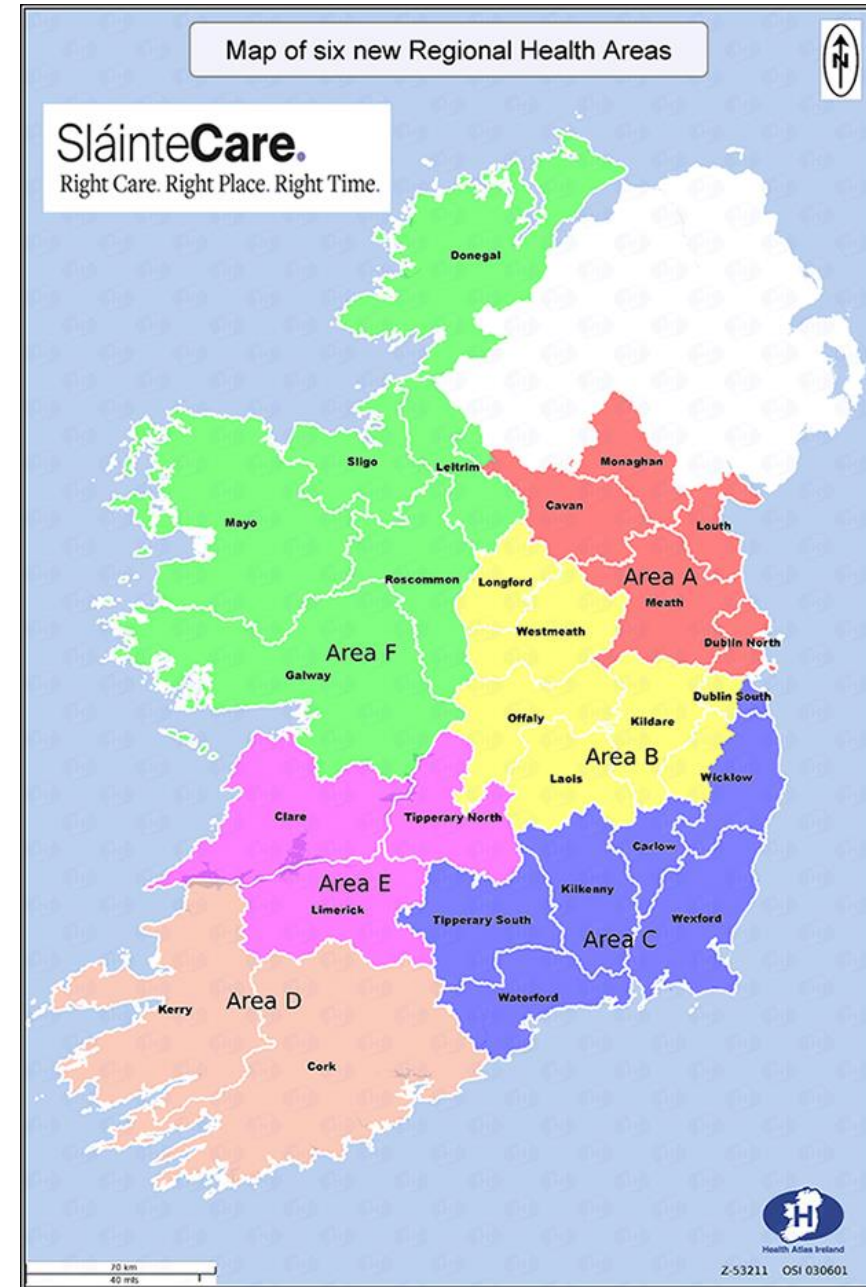 Map of six new Regional Health Areas
N
SláinteCare.
Right Care. Right Place. Right Time.
Donegal
Monaghan
Sligo
Leitrim
Cavan
Louth
Mayo
Area A
Roscommon
Longford
Meath
Westmeath
Dublin North
Area F
Galway
Dublin South
Offaly
Kildare
Area B
Laois
Wicklow
Clare
Tipperary North
Carlow
Area E
Kilkenny
Limerick
Tipperary South
Wexford
Area C
Waterford
Area D
Kerry
Cork
H
Health Atlas Ireland
70 km
40 mls
Z-53211 OSI 030601